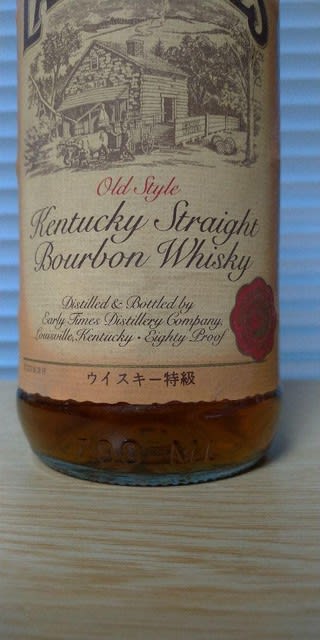 Old Style
Kentucky Straight
Bourbon Whisky
Distilled & Bottled by
Early Times Distillery Company,
Louisville, Kentucky • Eighty Proof
ウイスキー特級